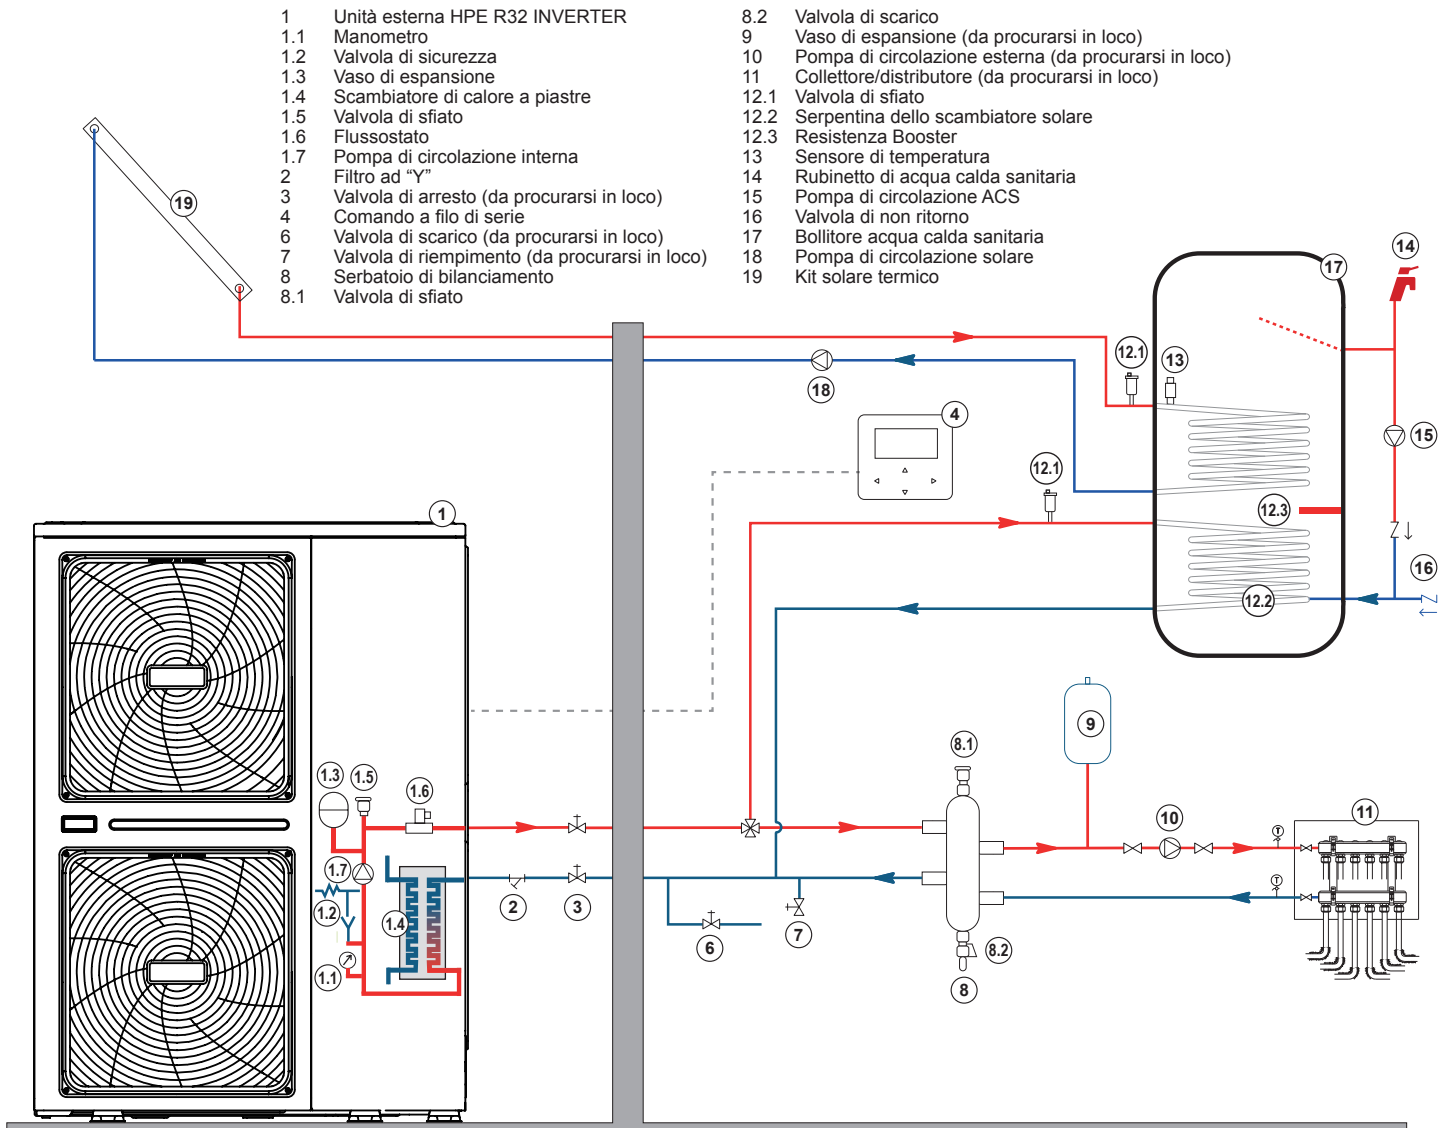 1 Unità esterna HPE R32 INVERTER
1.1 Manometro
1.2 Valvola di sicurezza
1.3 Vaso di espansione
1.4 Scambiatore di calore a piastre
1.5 Valvola di sfiato
1.6 Flussostato
1.7 Pompa di circolazione interna
2 Filtro ad “Y”
3 Valvola di arresto (da procurarsi in loco)
4 Comando a filo di serie
6 Valvola di scarico (da procurarsi in loco)
7 Valvola di riempimento (da procurarsi in loco)
8 Serbatoio di bilanciamento
8.1 Valvola di sfiato
8.2 Valvola di scarico
9 Vaso di espansione (da procurarsi in loco)
10 Pompa di circolazione esterna (da procurarsi in loco)
11 Collettore/distributore (da procurarsi in loco)
12.1 Valvola di sfiato
12.2 Serpentina dello scambiatore solare
12.3 Resistenza Booster
13 Sensore di temperatura
14 Rubinetto di acqua calda sanitaria
15 Pompa di circolazione ACS
16 Valvola di non ritorno
17 Bollitore acqua calda sanitaria
18 Pompa di circolazione solare
19 Kit solare termico
19
14
17
12.1
13
18
4
15
12.1
12.3
1
16
12.2
9
8.1
1.3
1.5
1.6
10
T
11
1.7
T
1.2
1.4
2
3
6
7
8.2
1.1
8